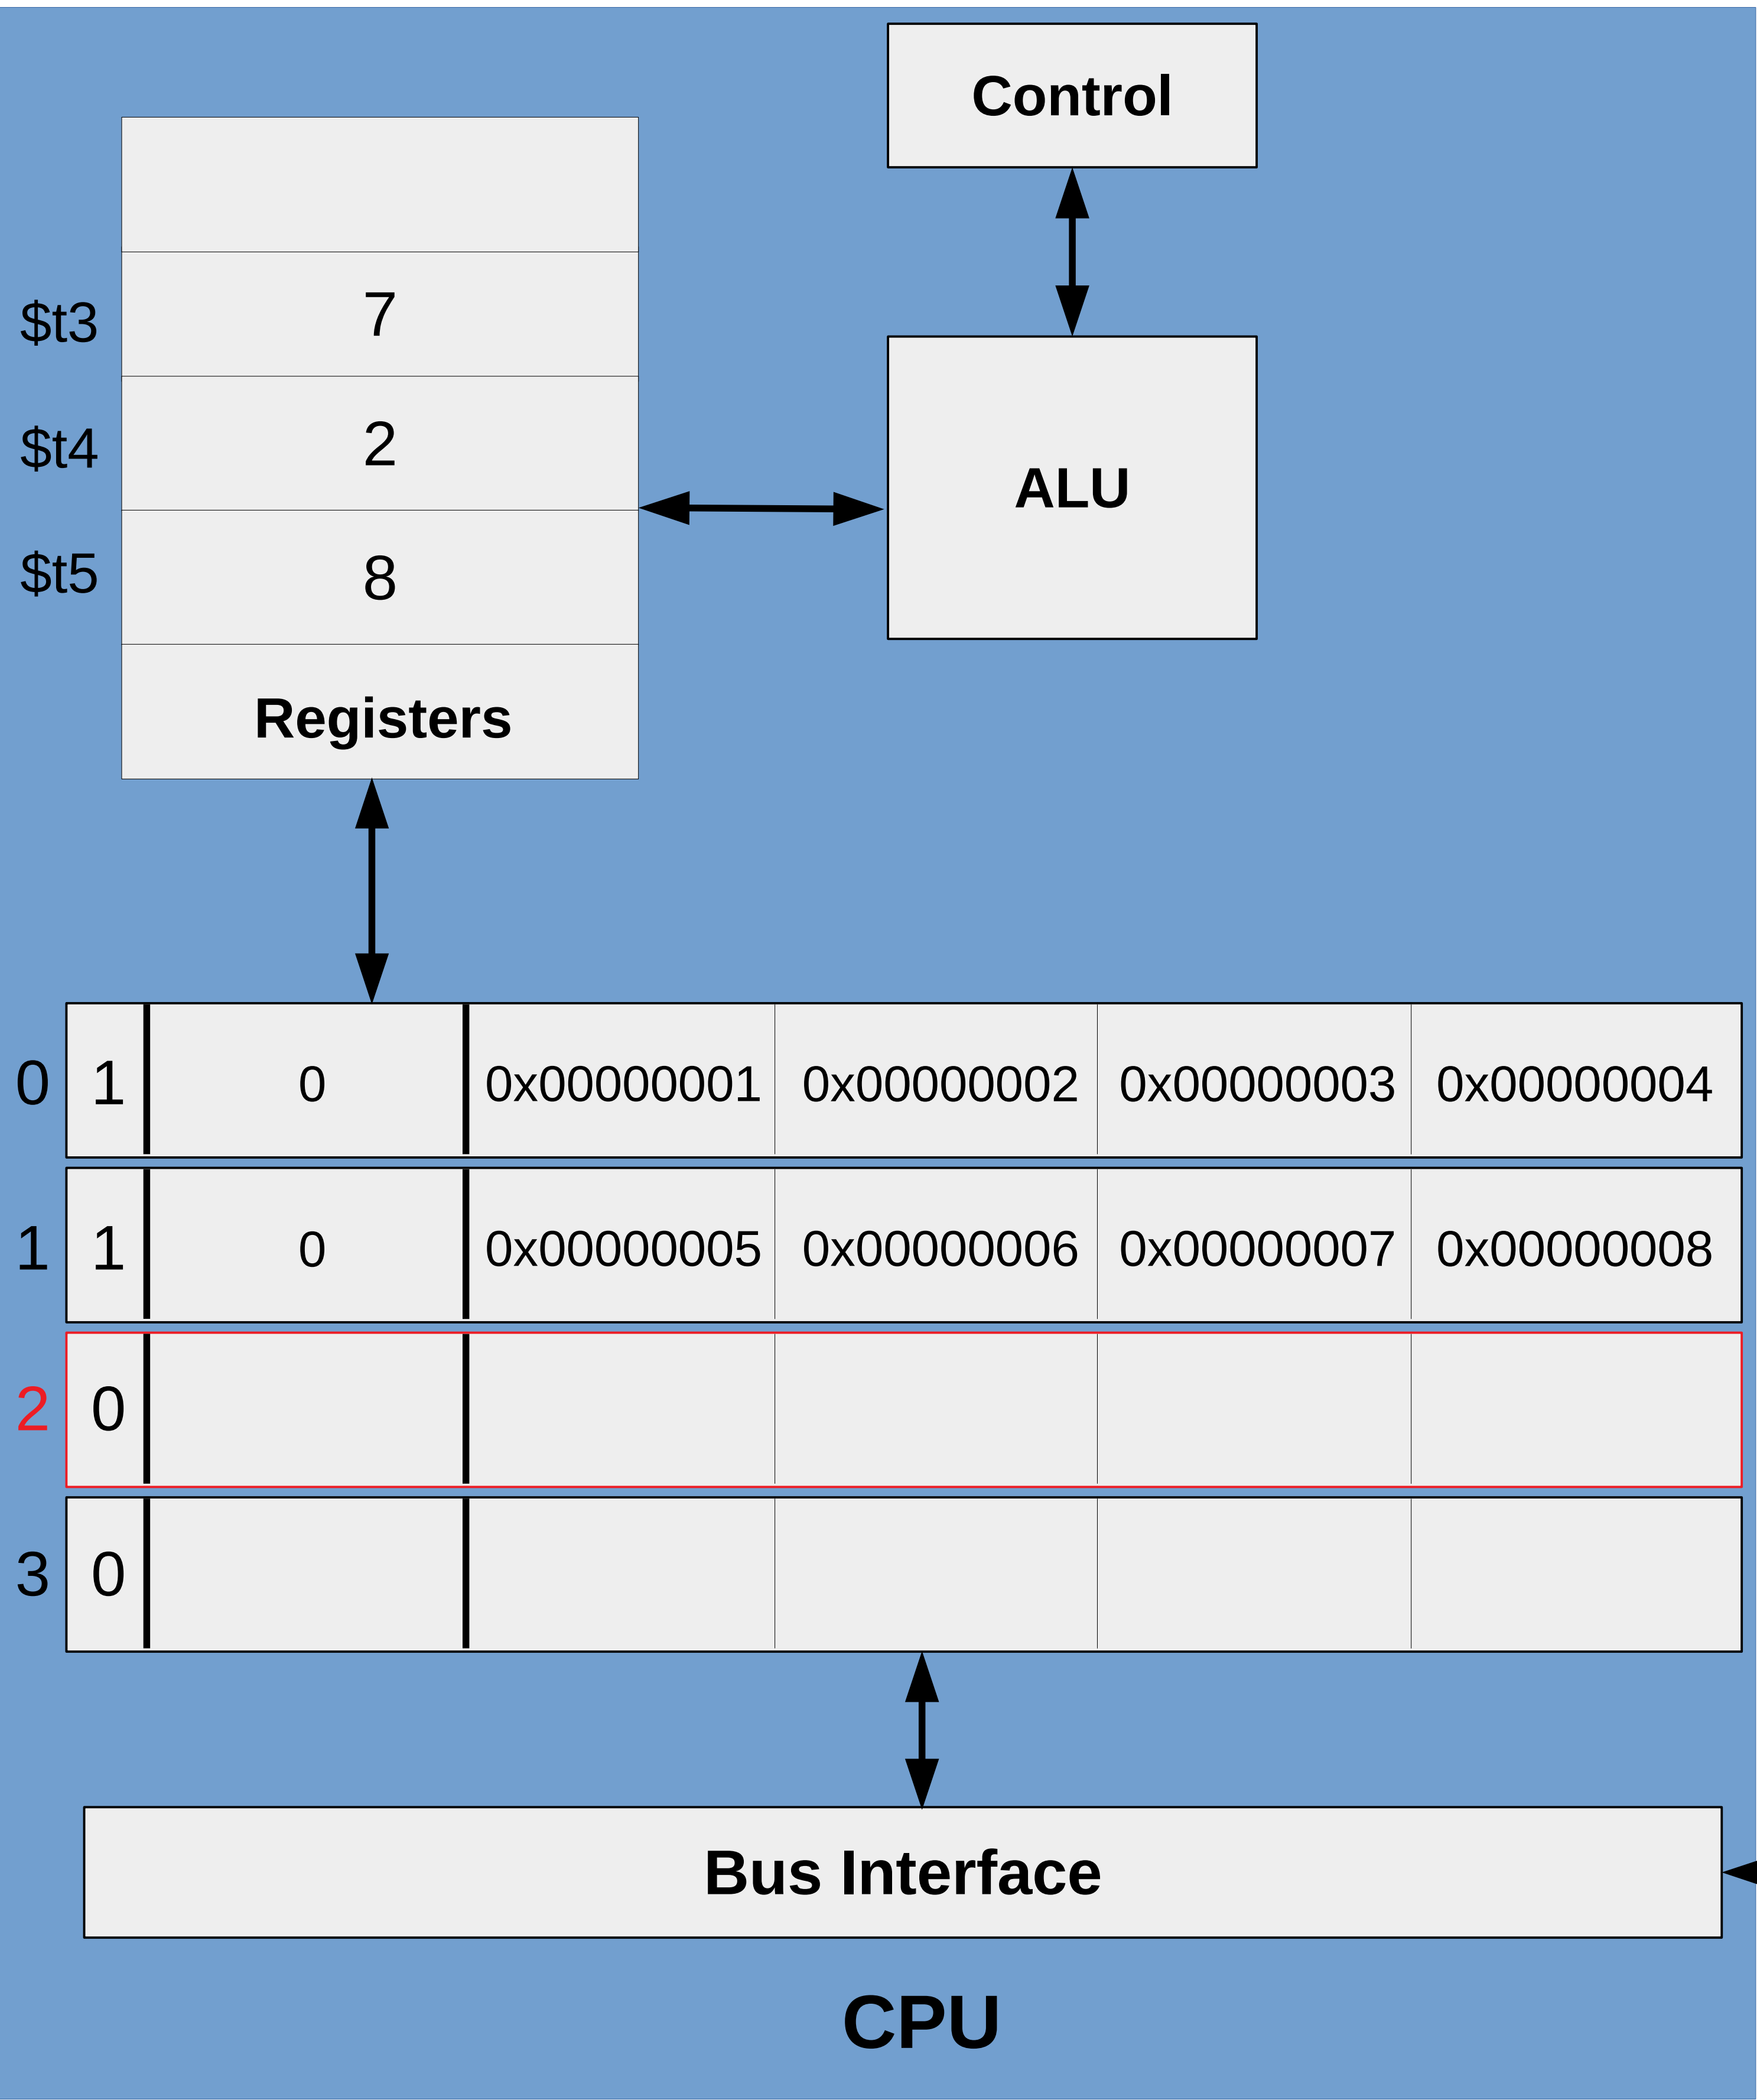 Control
$t3 7
$t4 2
ALU
$t5 8
Registers
0 1 0 0x00000001 0x00000002 0x00000003 0x00000004
1 1 0 0x00000005 0x00000006 0x00000007 0x00000008
2 0
3 0
Bus Interface
CPU